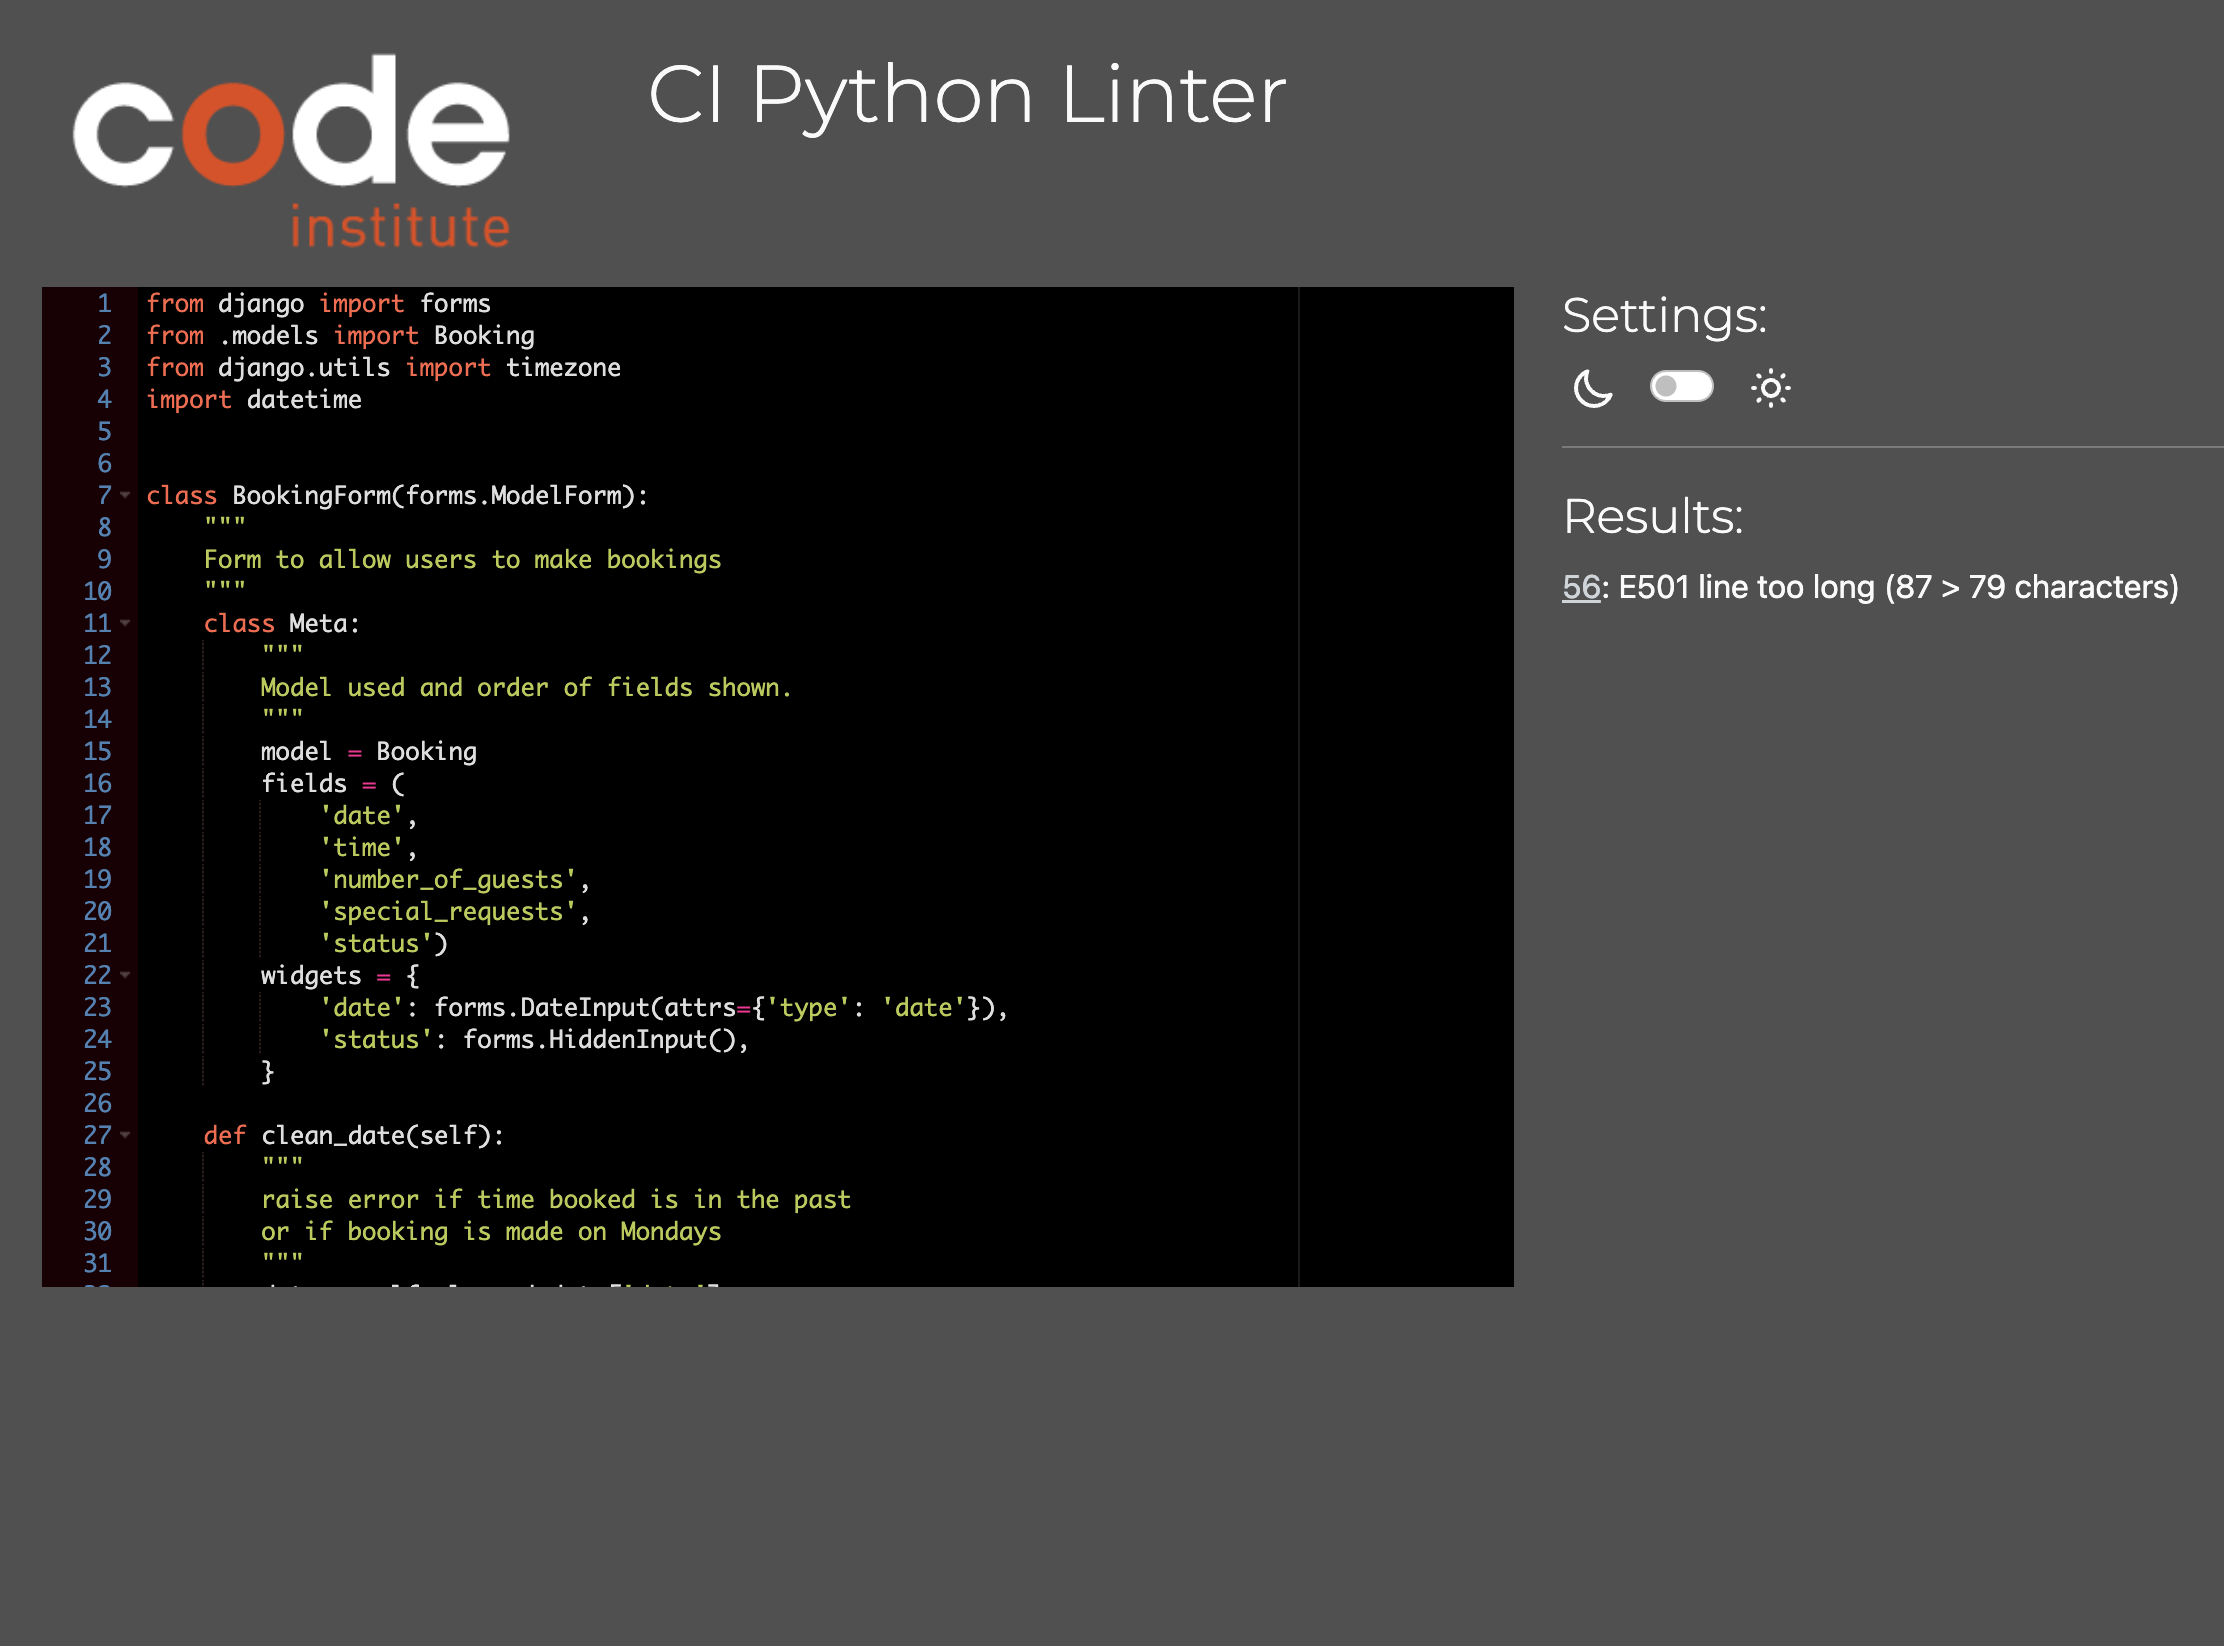 code
institute
CI Python Linter
1 from django import forms
2 from .models import Booking
3 from django.utils import timezone
4 import datetime
5
6
7 class BookingForm(forms.ModelForm):
8     """
9     Form to allow users to make bookings
10     """
11     class Meta:
12         """
13         Model used and order of fields shown.
14         """
15         model = Booking
16         fields = (
17             'date',
18             'time',
19             'number_of_guests',
20             'special_requests',
21             'status')
22         widgets = {
23             'date': forms.DateInput(attrs={'type': 'date'}),
24             'status': forms.HiddenInput(),
25         }
26
27     def clean_date(self):
28         """
29         raise error if time booked is in the past
30         or if booking is made on Mondays
31         """
Settings:
Results:
56: E501 line too long (87 > 79 characters)